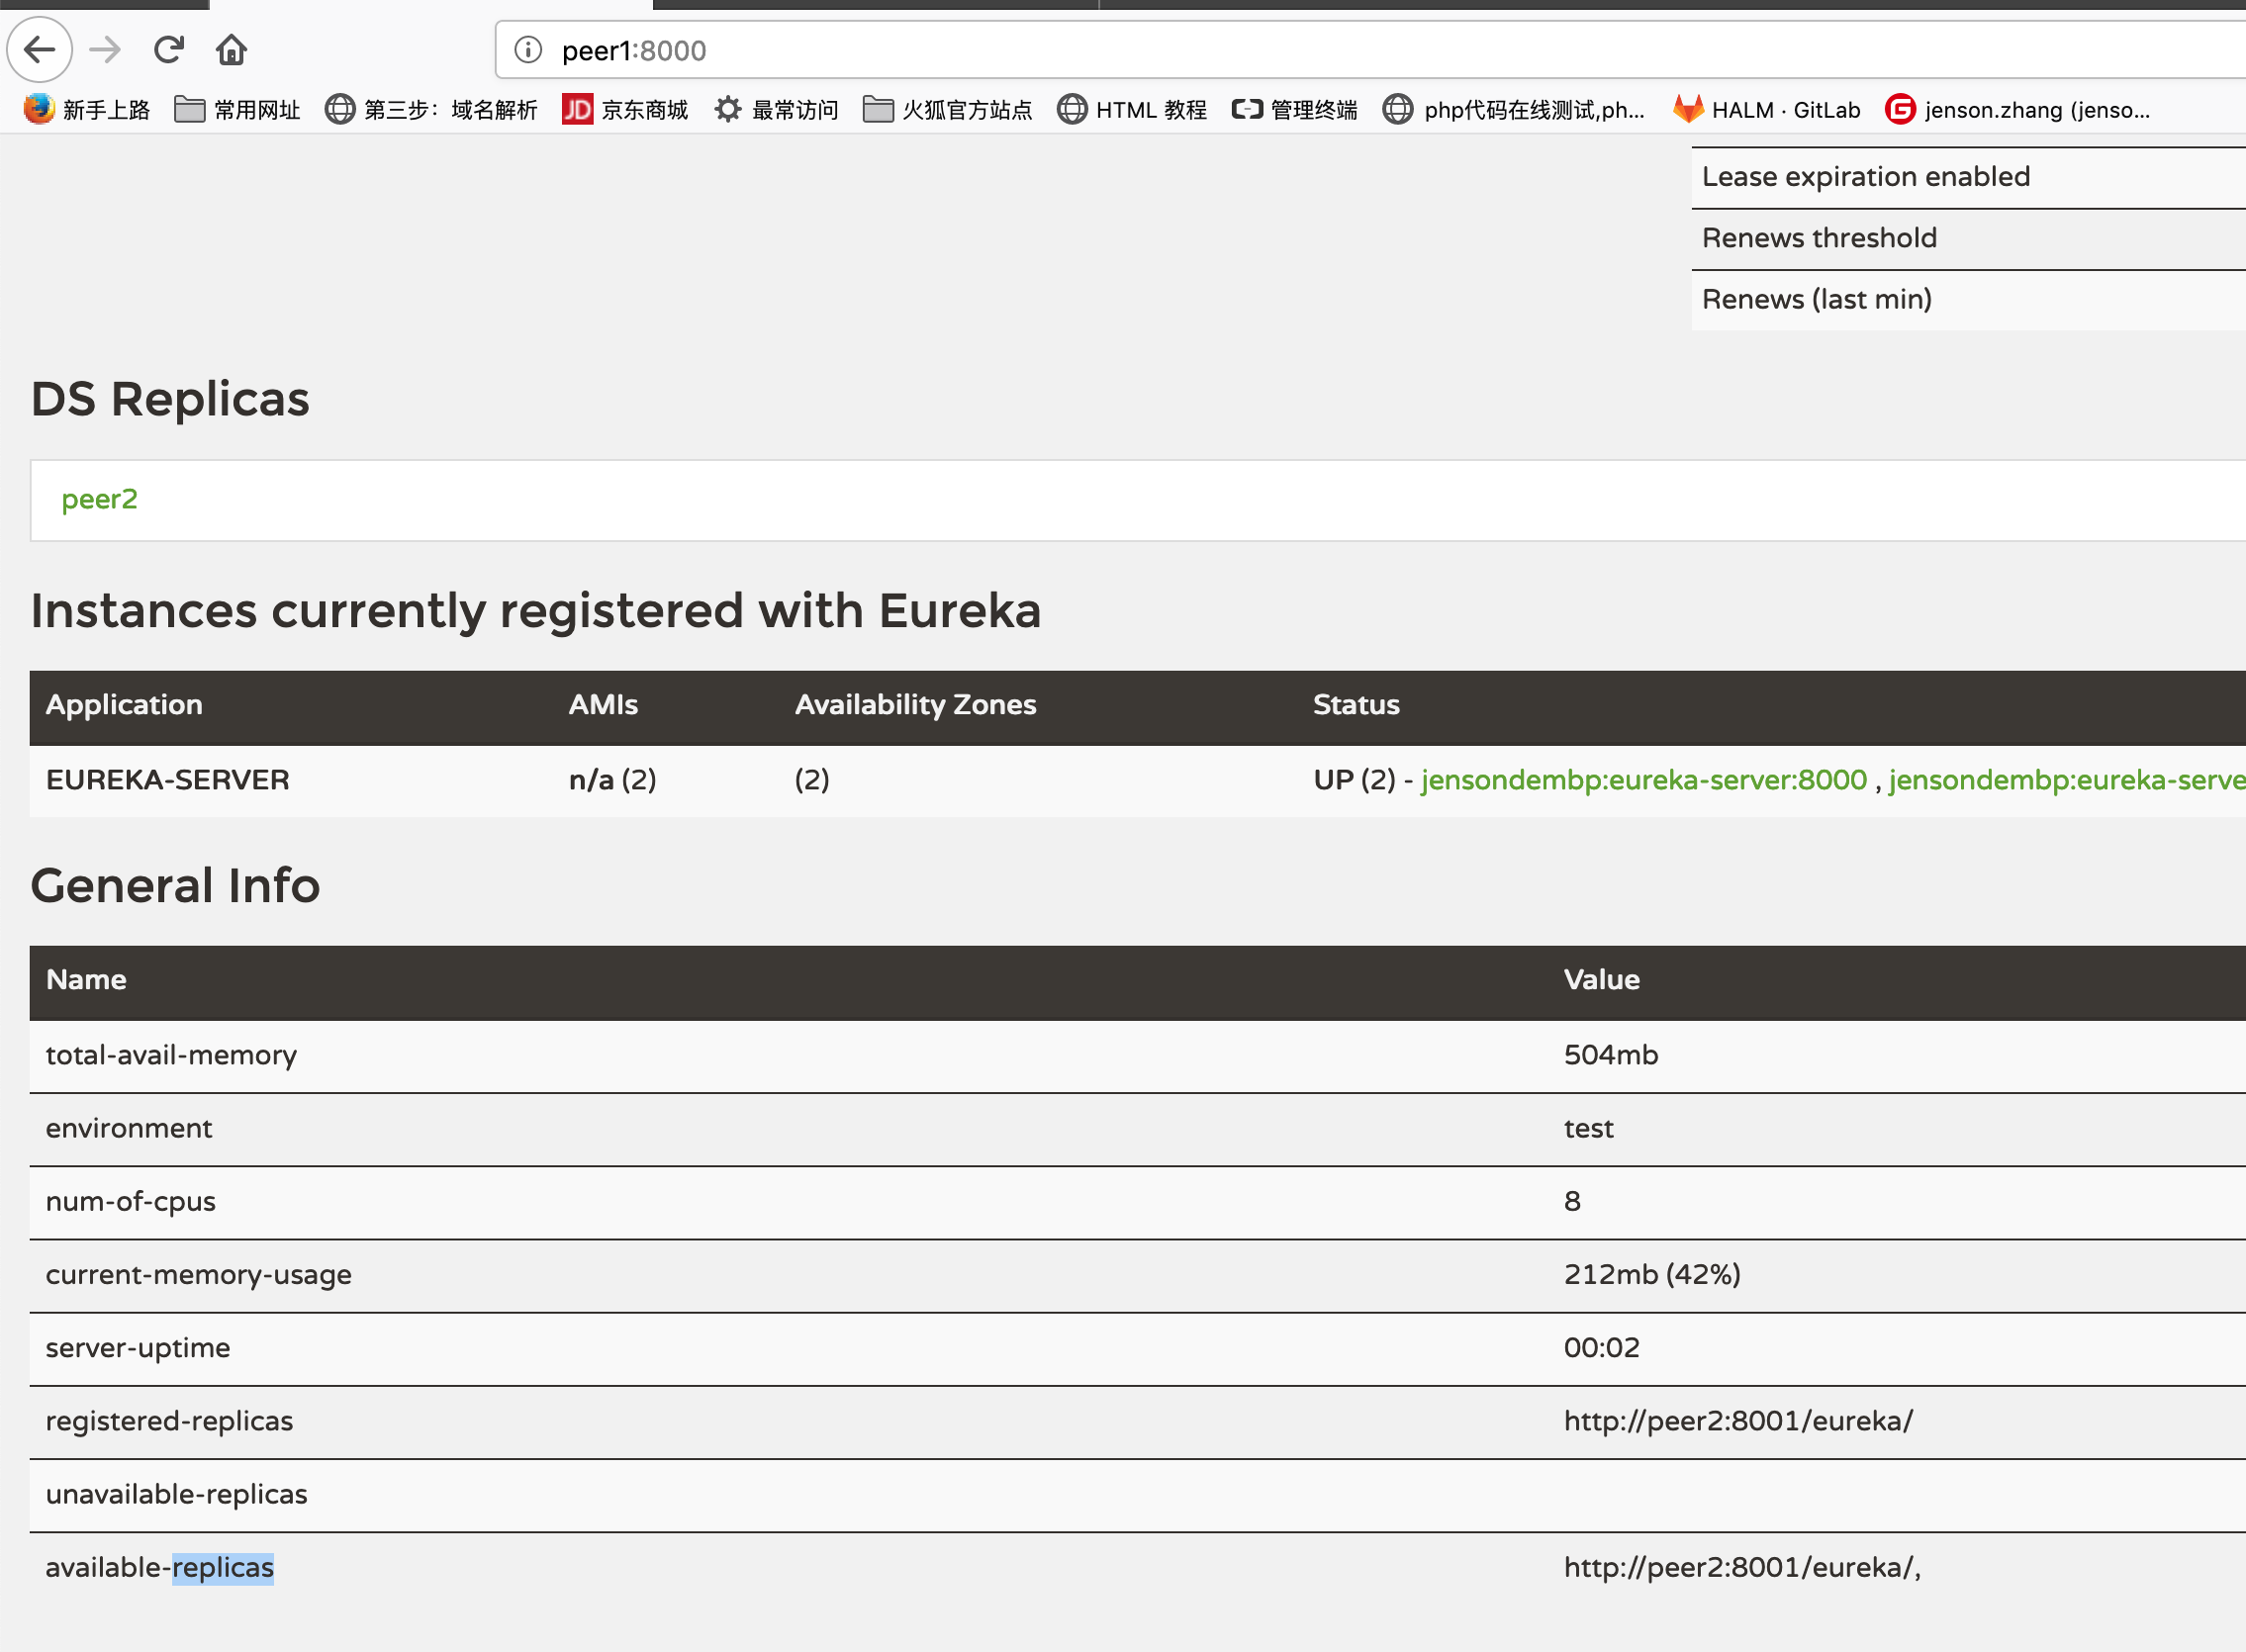 peer1:8000
新手上路 常用网址 第三步：域名解析 JD 京东商城 最常访问 火狐官方站点 HTML 教程 管理终端 php代码在线测试,ph... HALM · GitLab G jenson.zhang (jenso...
Lease expiration enabled
Renews threshold
Renews (last min)
DS Replicas
peer2
Instances currently registered with Eureka
Application AMIs Availability Zones Status
EUREKA-SERVER n/a (2) (2) UP (2) - jensondembp:eureka-server:8000 , jensondembp:eureka-serve
General Info
Name Value
total-avail-memory 504mb
environment test
num-of-cpus 8
current-memory-usage 212mb (42%)
server-uptime 00:02
registered-replicas http://peer2:8001/eureka/
unavailable-replicas
available-replicas http://peer2:8001/eureka/,